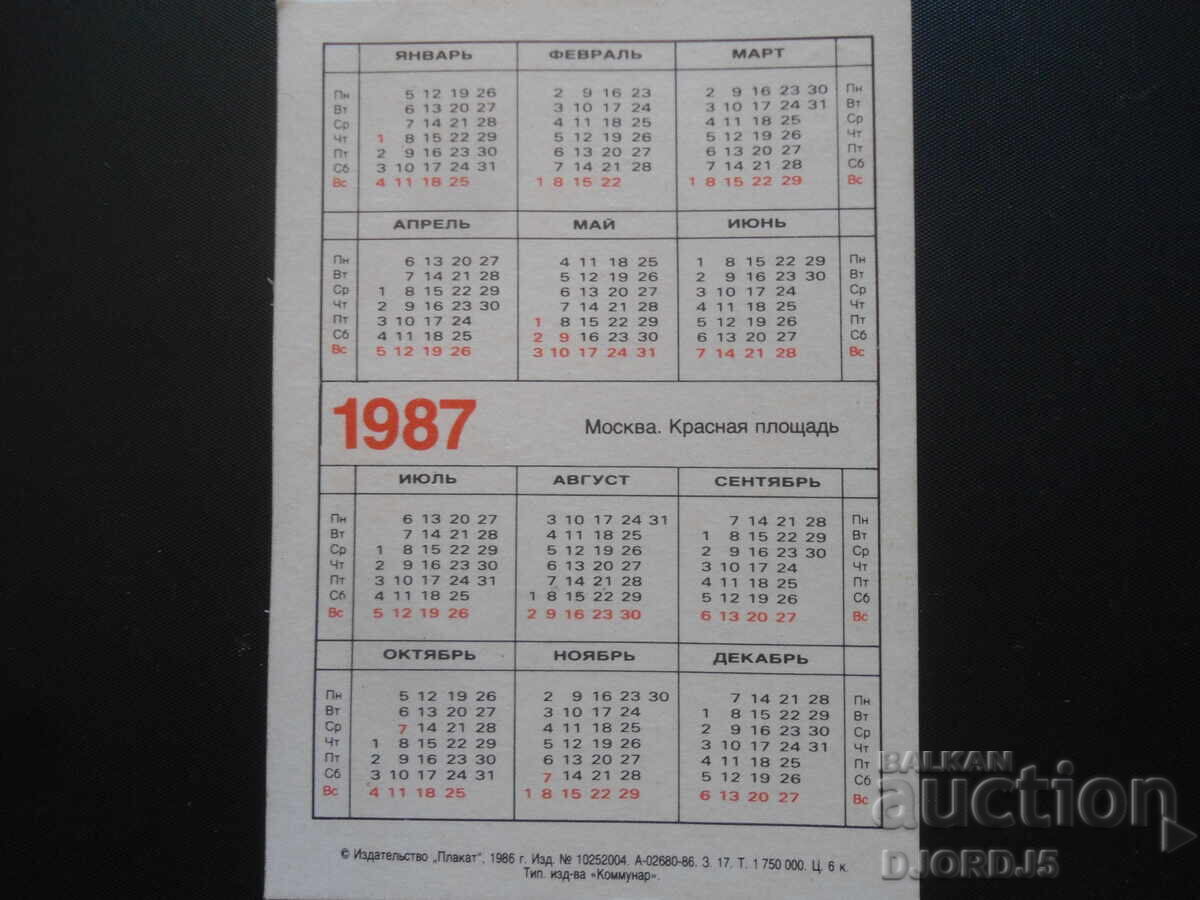 ЯНВАРЬ ФЕВРАЛЬ МАРТ
Пн 5 12 19 26 2 9 16 23 2 9 16 23 30 Пн
Вт 6 13 20 27 3 10 17 24 3 10 17 24 31 Вт
Ср 7 14 21 28 4 11 18 25 4 11 18 25 Ср
Чт 1 8 15 22 29 5 12 19 26 5 12 19 26 Чт
Пт 2 9 16 23 30 6 13 20 27 6 13 20 27 Пт
Сб 3 10 17 24 31 7 14 21 28 7 14 21 28 Сб
Вс 4 11 18 25 1 8 15 22 1 8 15 22 29 Вс
АПРЕЛЬ МАЙ ИЮНЬ
Пн 6 13 20 27 4 11 18 25 1 8 15 22 29 Пн
Вт 7 14 21 28 5 12 19 26 2 9 16 23 30 Вт
Ср 1 8 15 22 29 6 13 20 27 3 10 17 24 Ср
Чт 2 9 16 23 30 7 14 21 28 4 11 18 25 Чт
Пт 3 10 17 24 1 8 15 22 29 5 12 19 26 Пт
Сб 4 11 18 25 2 9 16 23 30 6 13 20 27 Сб
Вс 5 12 19 26 3 10 17 24 31 7 14 21 28 Вс
1987 Москва. Красная площадь
ИЮЛЬ АВГУСТ СЕНТЯБРЬ
Пн 6 13 20 27 3 10 17 24 31 7 14 21 28 Пн
Вт 7 14 21 28 4 11 18 25 1 8 15 22 29 Вт
Ср 1 8 15 22 29 5 12 19 26 2 9 16 23 30 Ср
Чт 2 9 16 23 30 6 13 20 27 3 10 17 24 Чт
Пт 3 10 17 24 31 7 14 21 28 4 11 18 25 Пт
Сб 4 11 18 25 1 8 15 22 29 5 12 19 26 Сб
Вс 5 12 19 26 2 9 16 23 30 6 13 20 27 Вс
ОКТЯБРЬ НОЯБРЬ ДЕКАБРЬ
Пн 5 12 19 26 2 9 16 23 30 7 14 21 28 Пн
Вт 6 13 20 27 3 10 17 24 1 8 15 22 29 Вт
Ср 7 14 21 28 4 11 18 25 2 9 16 23 30 Ср
Чт 1 8 15 22 29 5 12 19 26 3 10 17 24 31 Чт
Пт 2 9 16 23 30 6 13 20 27 4 11 18 25 Пт
Сб 3 10 17 24 31 7 14 21 28 5 12 19 26 Сб
Вс 4 11 18 25 1 8 15 22 29 6 13 20 27 Вс
© Издательство „Плакат". 1986 г. Изд. № 10252004. А-02680-86. З. 17. Т. 1 750 000. Ц. 6 к.
Тип. изд-ва «Коммунар».
BALKAN
auction
DJORD.J5